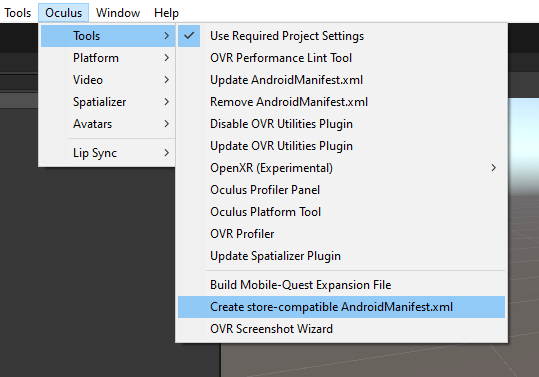 Tools Oculus Window Help
Tools
Platform
Video
Spatializer
Avatars
Lip Sync
Use Required Project Settings
OVR Performance Lint Tool
Update AndroidManifest.xml
Remove AndroidManifest.xml
Disable OVR Utilities Plugin
Update OVR Utilities Plugin
OpenXR (Experimental)
Oculus Profiler Panel
Oculus Platform Tool
OVR Profiler
Update Spatializer Plugin
Build Mobile-Quest Expansion File
Create store-compatible AndroidManifest.xml
OVR Screenshot Wizard